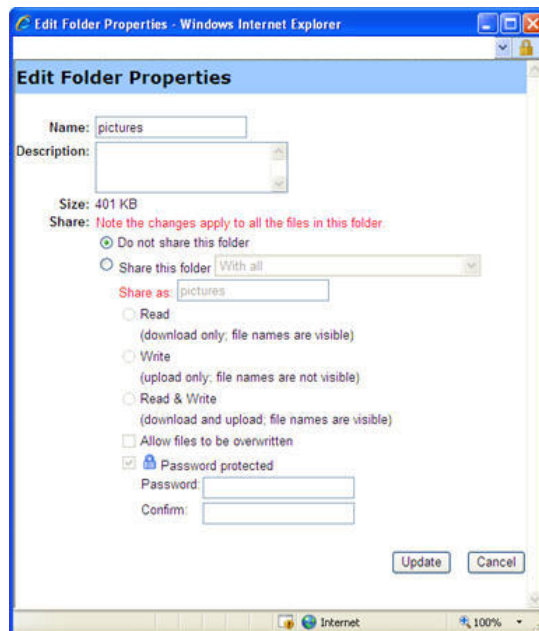 Edit Folder Properties - Windows Internet Explorer
Edit Folder Properties
Name: pictures
Description:
Size: 401 KB
Share: Note the changes apply to all the files in this folder
Do not share this folder
Share this folder With all
Share as: pictures
Read
(download only; file names are visible)
Write
(upload only; file names are not visible)
Read & Write
(download and upload; file names are visible)
Allow files to be overwritten
Password protected
Password:
Confirm:
Update Cancel
Internet 100%